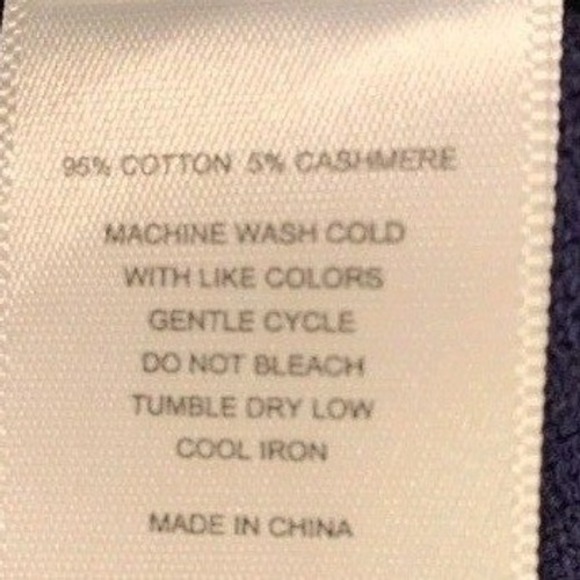 95% COTTON 5% CASHMERE
MACHINE WASH COLD
WITH LIKE COLORS
GENTLE CYCLE
DO NOT BLEACH
TUMBLE DRY LOW
COOL IRON
MADE IN CHINA